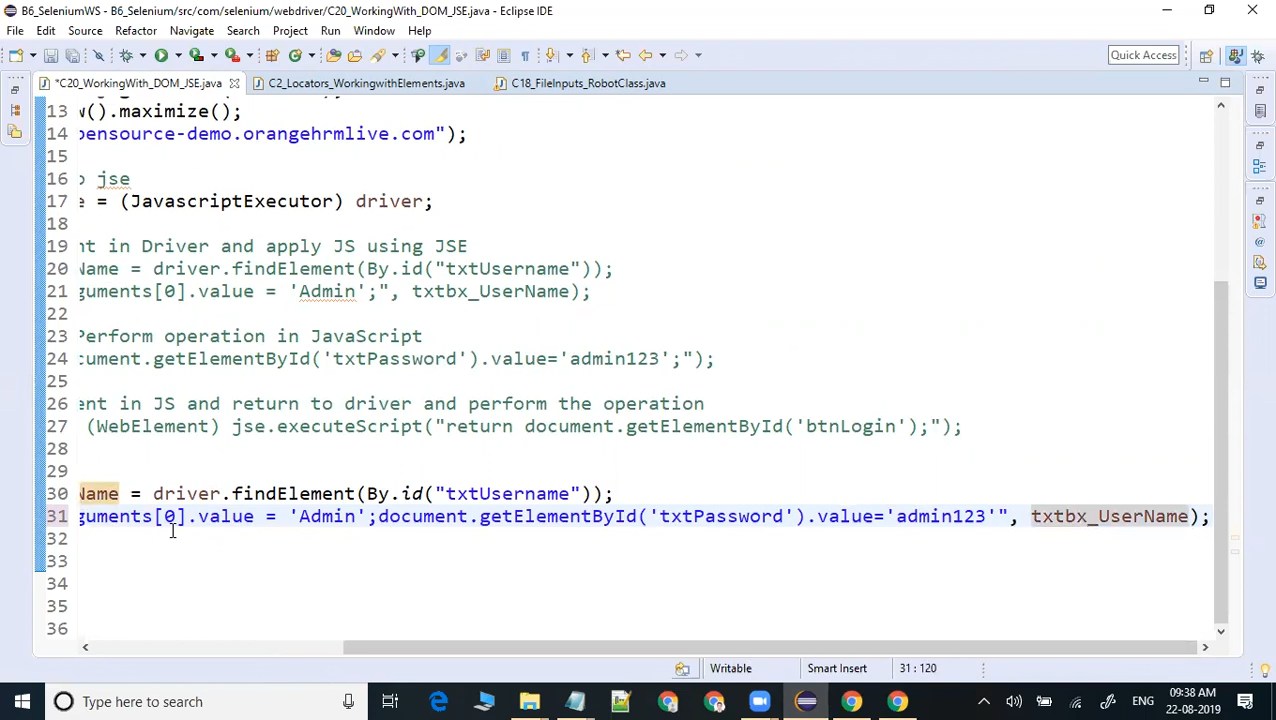 B6_SeleniumWS - B6_Selenium/src/com/selenium/webdriver/C20_WorkingWith_DOM_JSE.java - Eclipse IDE
File Edit Source Refactor Navigate Search Project Run Window Help
Quick Access
*C20_WorkingWith_DOM_JSE.java C2_Locators_WorkingwithElements.java C18_FileInputs_RobotClass.java
13 w().maximize();
14 pensource-demo.orangehrmlive.com");
15
16 o jse
17 e = (JavascriptExecutor) driver;
18
19 nt in Driver and apply JS using JSE
20 Name = driver.findElement(By.id("txtUsername"));
21 guments[0].value = 'Admin';", txtbx_UserName);
22
23 Perform operation in JavaScript
24 cument.getElementById('txtPassword').value='admin123';");
25
26 ent in JS and return to driver and perform the operation
27 (WebElement) jse.executeScript("return document.getElementById('btnLogin');");
28
29
30 Name = driver.findElement(By.id("txtUsername"));
31 guments[0].value = 'Admin';document.getElementById('txtPassword').value='admin123'", txtbx_UserName);
32
33
34
35
36
Writable Smart Insert 31 : 120
Type here to search
ENG
09:38 AM
22-08-2019